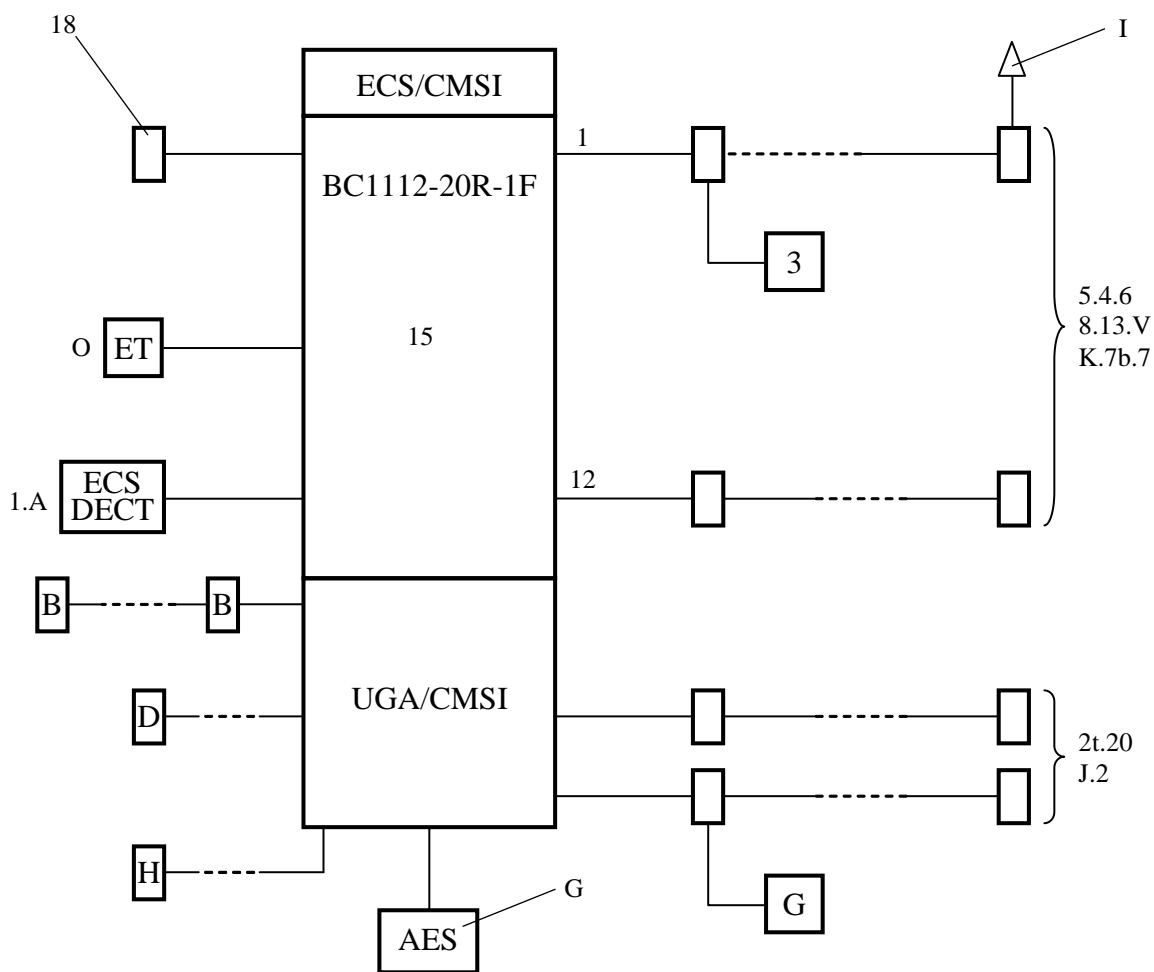 18
I
ECS/CMSI
1
BC1112-20R-1F
3
5.4.6
8.13.V
K.7b.7
O
ET
15
1.A
ECS
DECT
12
B
B
D
UGA/CMSI
2t.20
J.2
H
G
G
AES